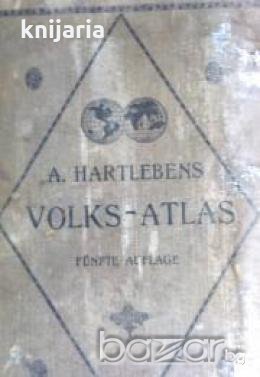 knijaria
A. HARTLEBENS
VOLKS-ATLAS
FÜNFTE AUFLAGE
bazar.bg